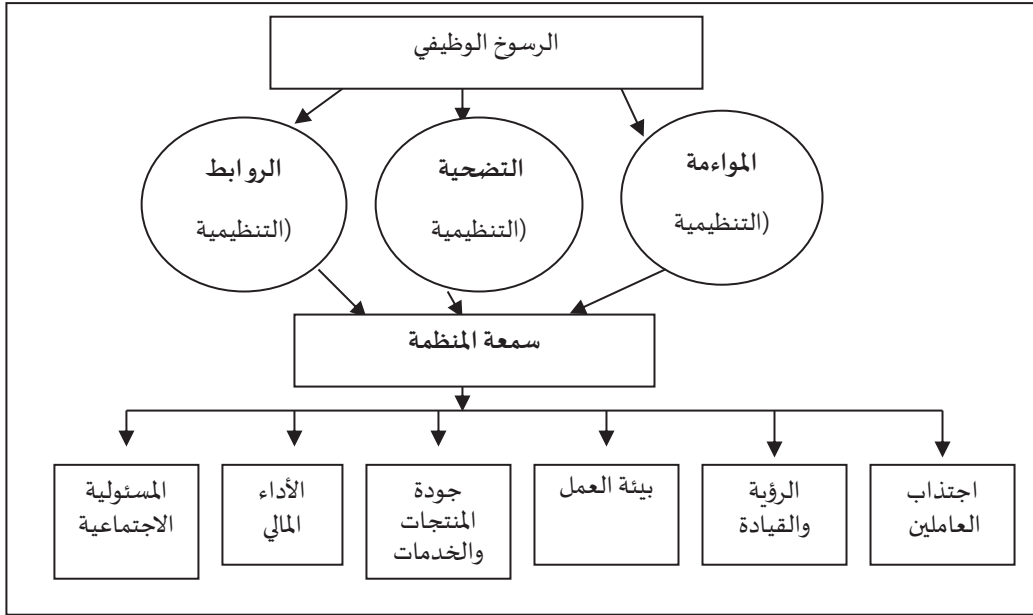 الرسوخ الوظيفي
المواءمة
(التنظيمية
التضحية
(التنظيمية
الروابط
(التنظيمية
سمعة المنظمة
اجتذاب
العاملين
الرؤية
والقيادة
بيئة العمل
جودة
المنتجات
والخدمات
الأداء
المالي
المسئولية
الاجتماعية